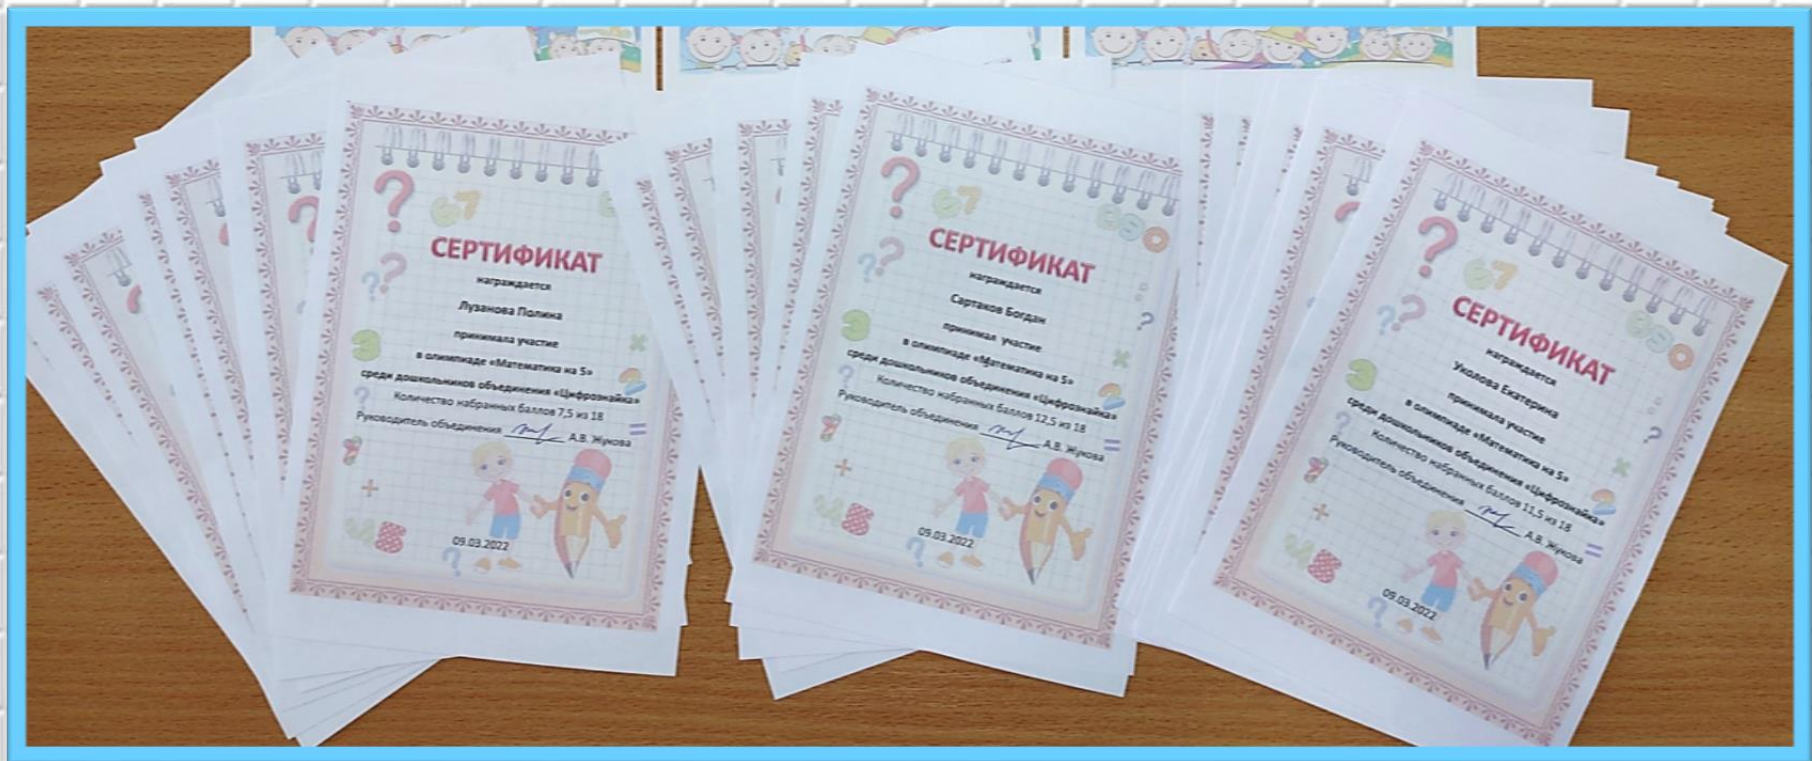 СЕРТИФИКАТ
награждается
Лузанова Полина
принимала участие
в олимпиаде «Математика на 5»
среди дошкольников объединения «Цифрознайка»
Количество набранных баллов 7,5 из 18
Руководитель объединения А.В. Жукова
09.03.2022
СЕРТИФИКАТ
награждается
Сартаков Богдан
принимал участие
в олимпиаде «Математика на 5»
среди дошкольников объединения «Цифрознайка»
Количество набранных баллов 12,5 из 18
Руководитель объединения А.В. Жукова
09.03.2022
СЕРТИФИКАТ
награждается
Уколова Екатерина
принимала участие
в олимпиаде «Математика на 5»
среди дошкольников объединения «Цифрознайка»
Количество набранных баллов 11,5 из 18
Руководитель объединения А.В. Жукова
09.03.2022